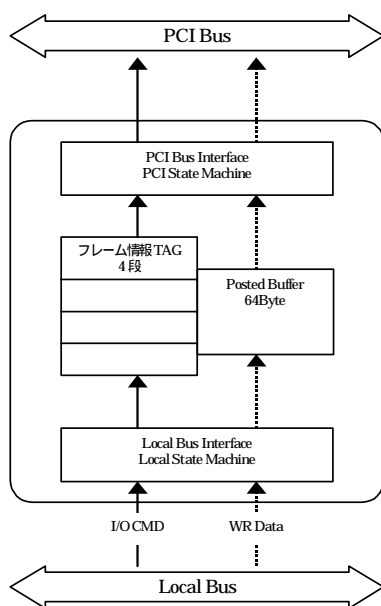 PCI Bus
PCI Bus Interface
PCI State Machine
フレーム情報TAG
4段
Posted Buffer
64Byte
Local Bus Interface
Local State Machine
I/O CMD
WR Data
Local Bus